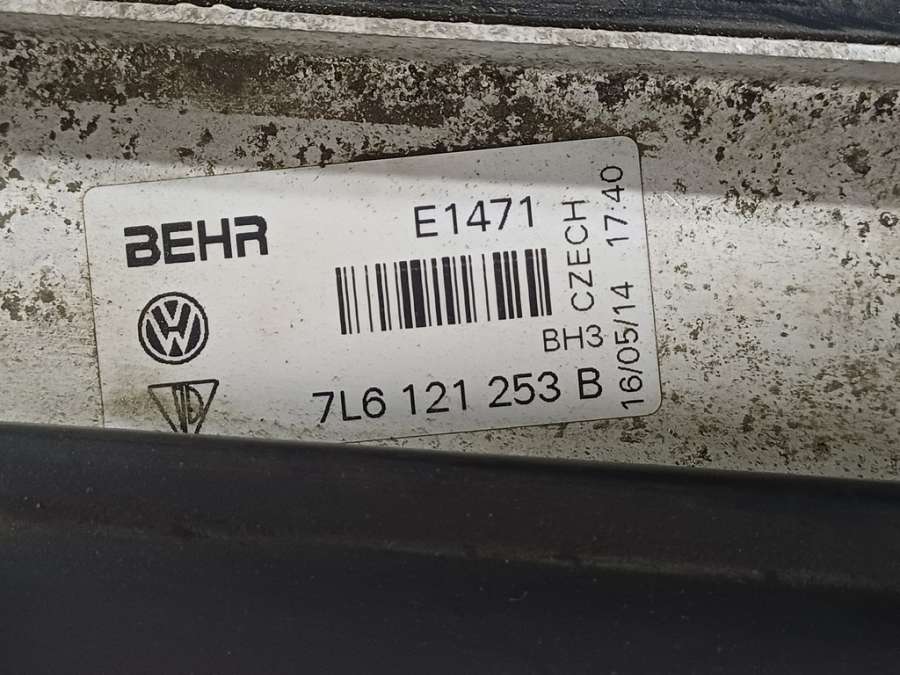 BEHR
E1471
CZECH
16/05/14 17:40
BH3
7L6 121 253 B